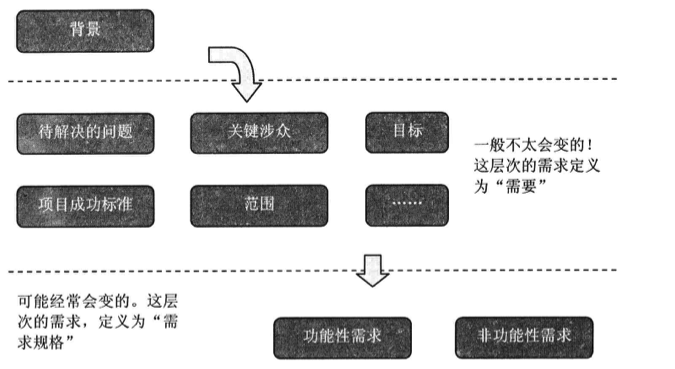 背景
待解决的问题
关键涉众
目标
一般不太会变的!
这层次的需求定义
为“需要”
项目成功标准
范围
……
可能经常会变的。这层
次的需求，定义为“需
求规格”
功能性需求
非功能性需求